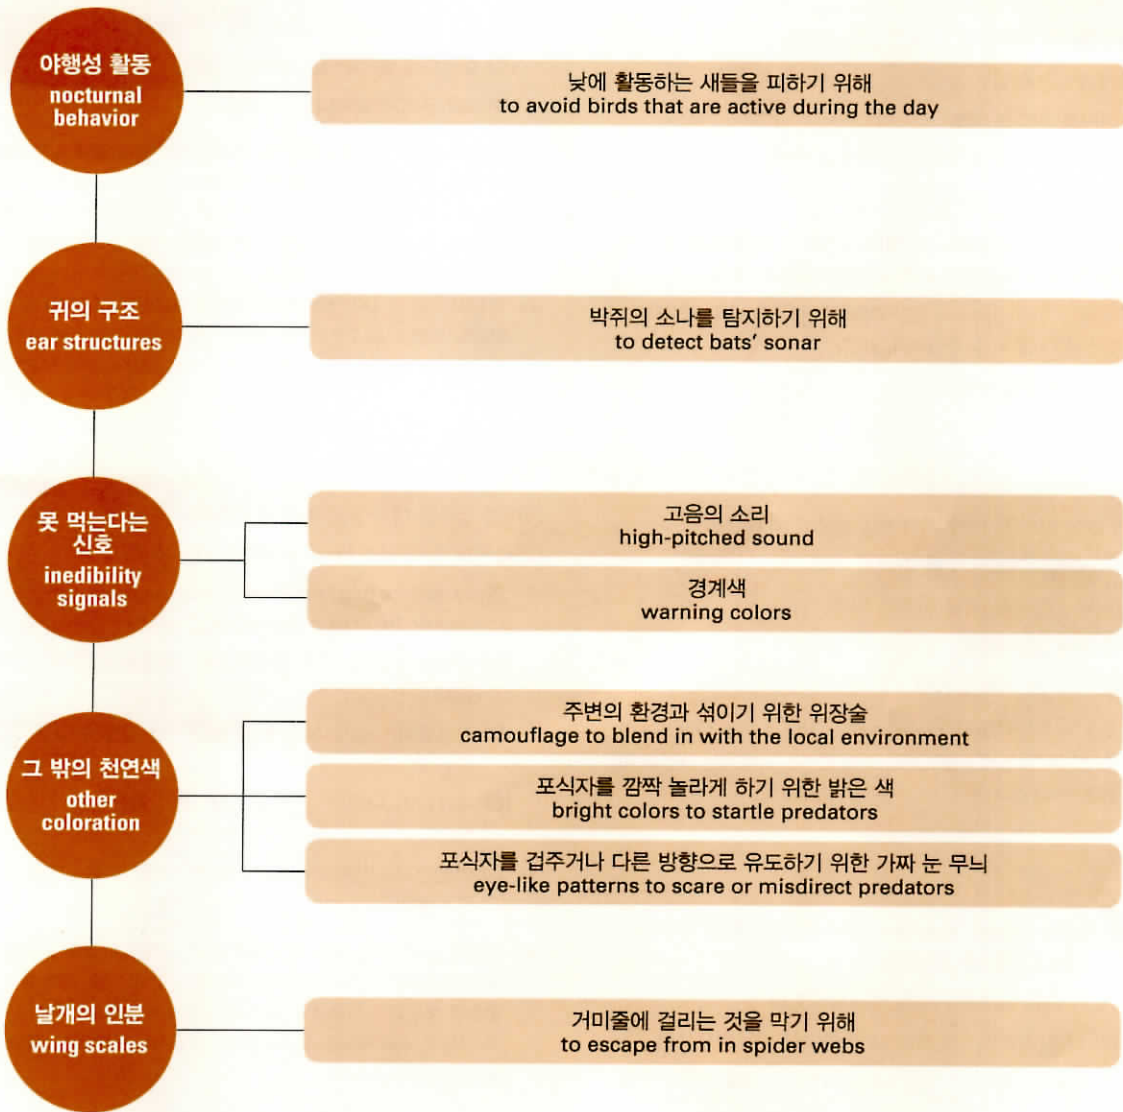 야행성 활동
nocturnal
behavior
낮에 활동하는 새들을 피하기 위해
to avoid birds that are active during the day
귀의 구조
ear structures
박쥐의 소나를 탐지하기 위해
to detect bats' sonar
못 먹는다는
신호
inedibility
signals
고음의 소리
high-pitched sound
경계색
warning colors
그 밖의 천연색
other
coloration
주변의 환경과 섞이기 위한 위장술
camouflage to blend in with the local environment
포식자를 깜짝 놀라게 하기 위한 밝은 색
bright colors to startle predators
포식자를 겁주거나 다른 방향으로 유도하기 위한 가짜 눈 무늬
eye-like patterns to scare or misdirect predators
날개의 인분
wing scales
거미줄에 걸리는 것을 막기 위해
to escape from in spider webs